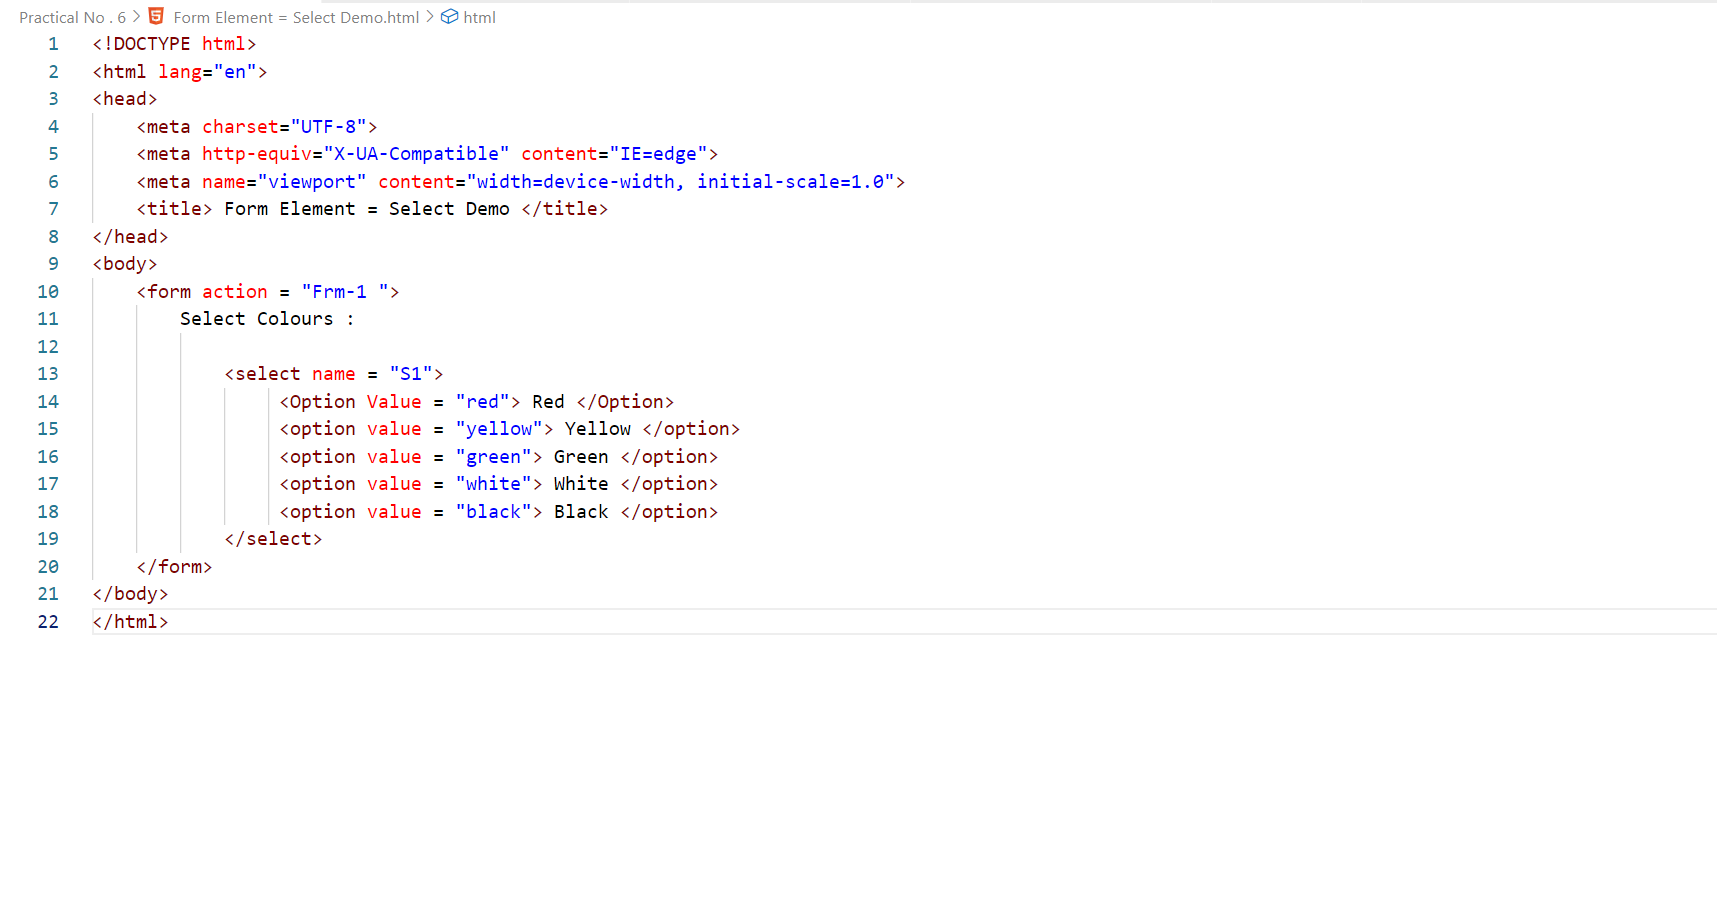 Practical No . 6 > Form Element = Select Demo.html > html
1 <!DOCTYPE html>
2 <html lang="en">
3 <head>
4     <meta charset="UTF-8">
5     <meta http-equiv="X-UA-Compatible" content="IE=edge">
6     <meta name="viewport" content="width=device-width, initial-scale=1.0">
7     <title> Form Element = Select Demo </title>
8 </head>
9 <body>
10     <form action = "Frm-1 ">
11         Select Colours :
12
13             <select name = "S1">
14                 <Option Value = "red"> Red </Option>
15                 <option value = "yellow"> Yellow </option>
16                 <option value = "green"> Green </option>
17                 <option value = "white"> White </option>
18                 <option value = "black"> Black </option>
19             </select>
20     </form>
21 </body>
22 </html>